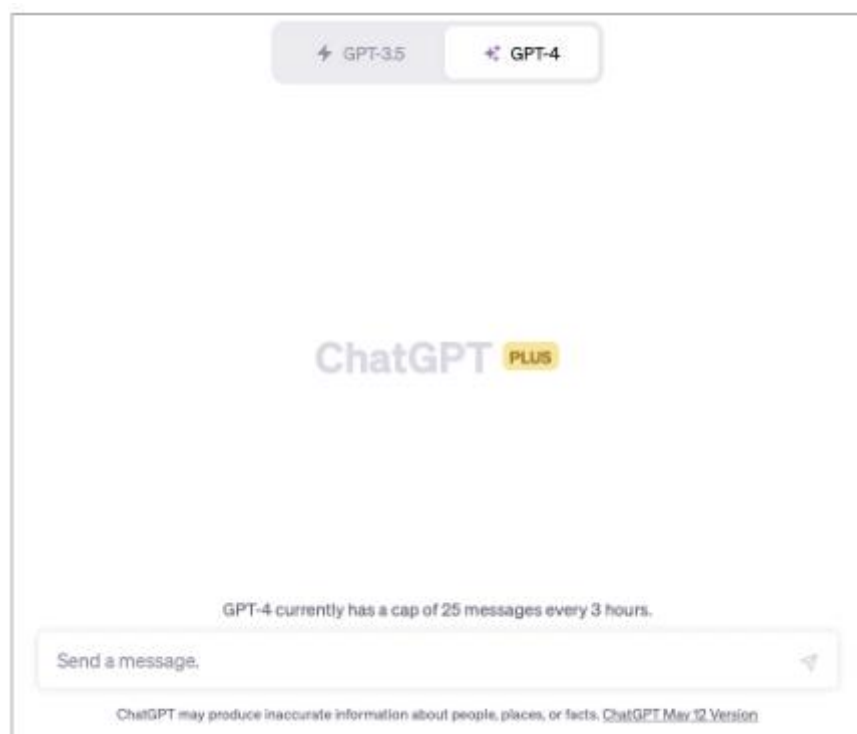 GPT-3.5 GPT-4
ChatGPT PLUS
GPT-4 currently has a cap of 25 messages every 3 hours.
Send a message.
ChatGPT may produce inaccurate information about people, places, or facts. ChatGPT May 12 Version